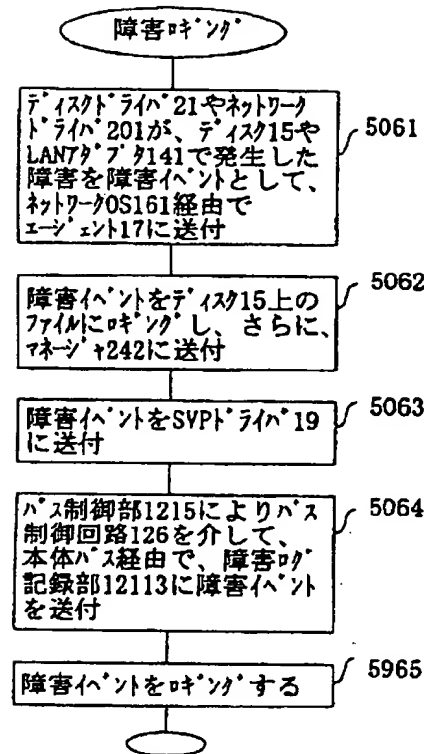 障害ﾛｷﾞﾝｸﾞ
ﾃﾞｨｽｸﾄﾞﾗｲﾊﾞ21やﾈｯﾄﾜｰｸ
ﾄﾞﾗｲﾊﾞ201が、ﾃﾞｨｽｸ15や
LANｱﾀﾞﾌﾟﾀ141で発生した
障害を障害ｲﾍﾞﾝﾄとして、
ﾈｯﾄﾜｰｸOS161経由で
ｴｰｼﾞｪﾝﾄ17に送付
5061
障害ｲﾍﾞﾝﾄをﾃﾞｨｽｸ15上の
ﾌｧｲﾙにﾛｷﾞﾝｸﾞし、さらに、
ﾏﾈｰｼﾞｬ242に送付
5062
障害ｲﾍﾞﾝﾄをSVPﾄﾞﾗｲﾊﾞ19
に送付
5063
ﾊﾞｽ制御部1215によりﾊﾞｽ
制御回路126を介して、
本体ﾊﾞｽ経由で、障害ﾛｸﾞ
記録部12113に障害ｲﾍﾞﾝﾄ
を送付
5064
障害ｲﾍﾞﾝﾄをﾛｷﾞﾝｸﾞする
5965